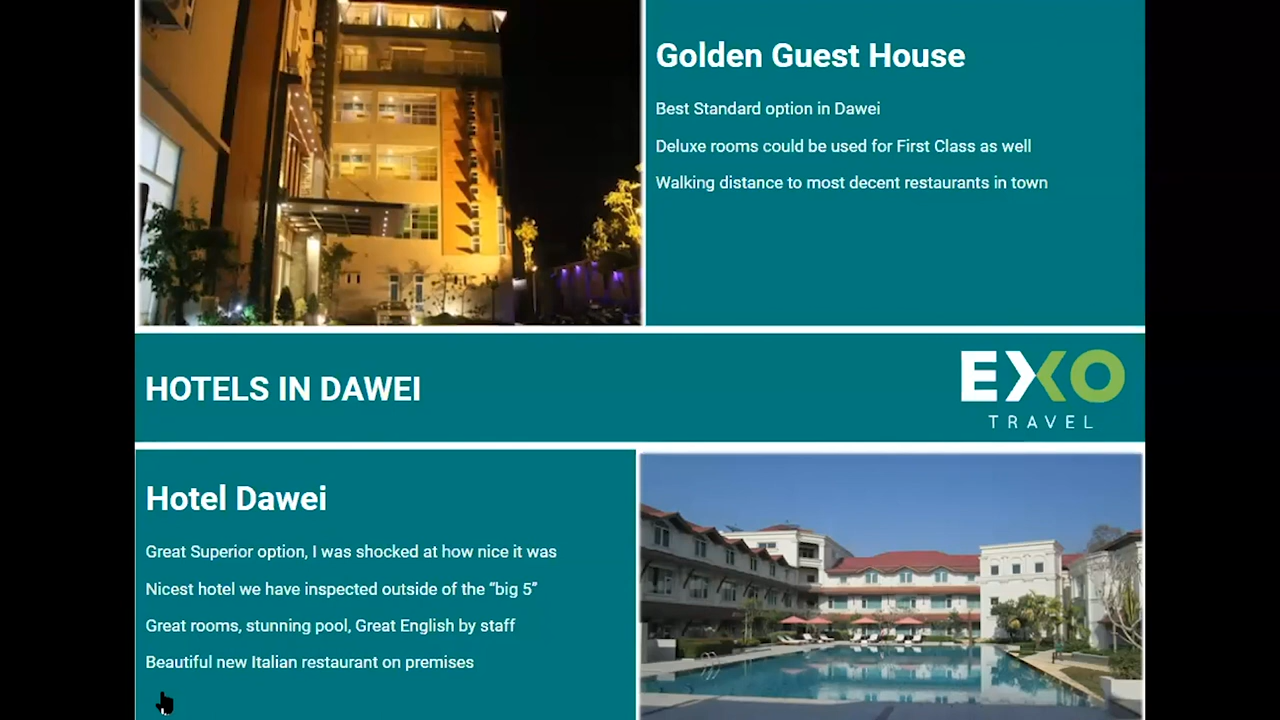 Golden Guest House
Best Standard option in Dawei
Deluxe rooms could be used for First Class as well
Walking distance to most decent restaurants in town
HOTELS IN DAWEI
EXO
TRAVEL
Hotel Dawei
Great Superior option, I was shocked at how nice it was
Nicest hotel we have inspected outside of the “big 5”
Great rooms, stunning pool, Great English by staff
Beautiful new Italian restaurant on premises